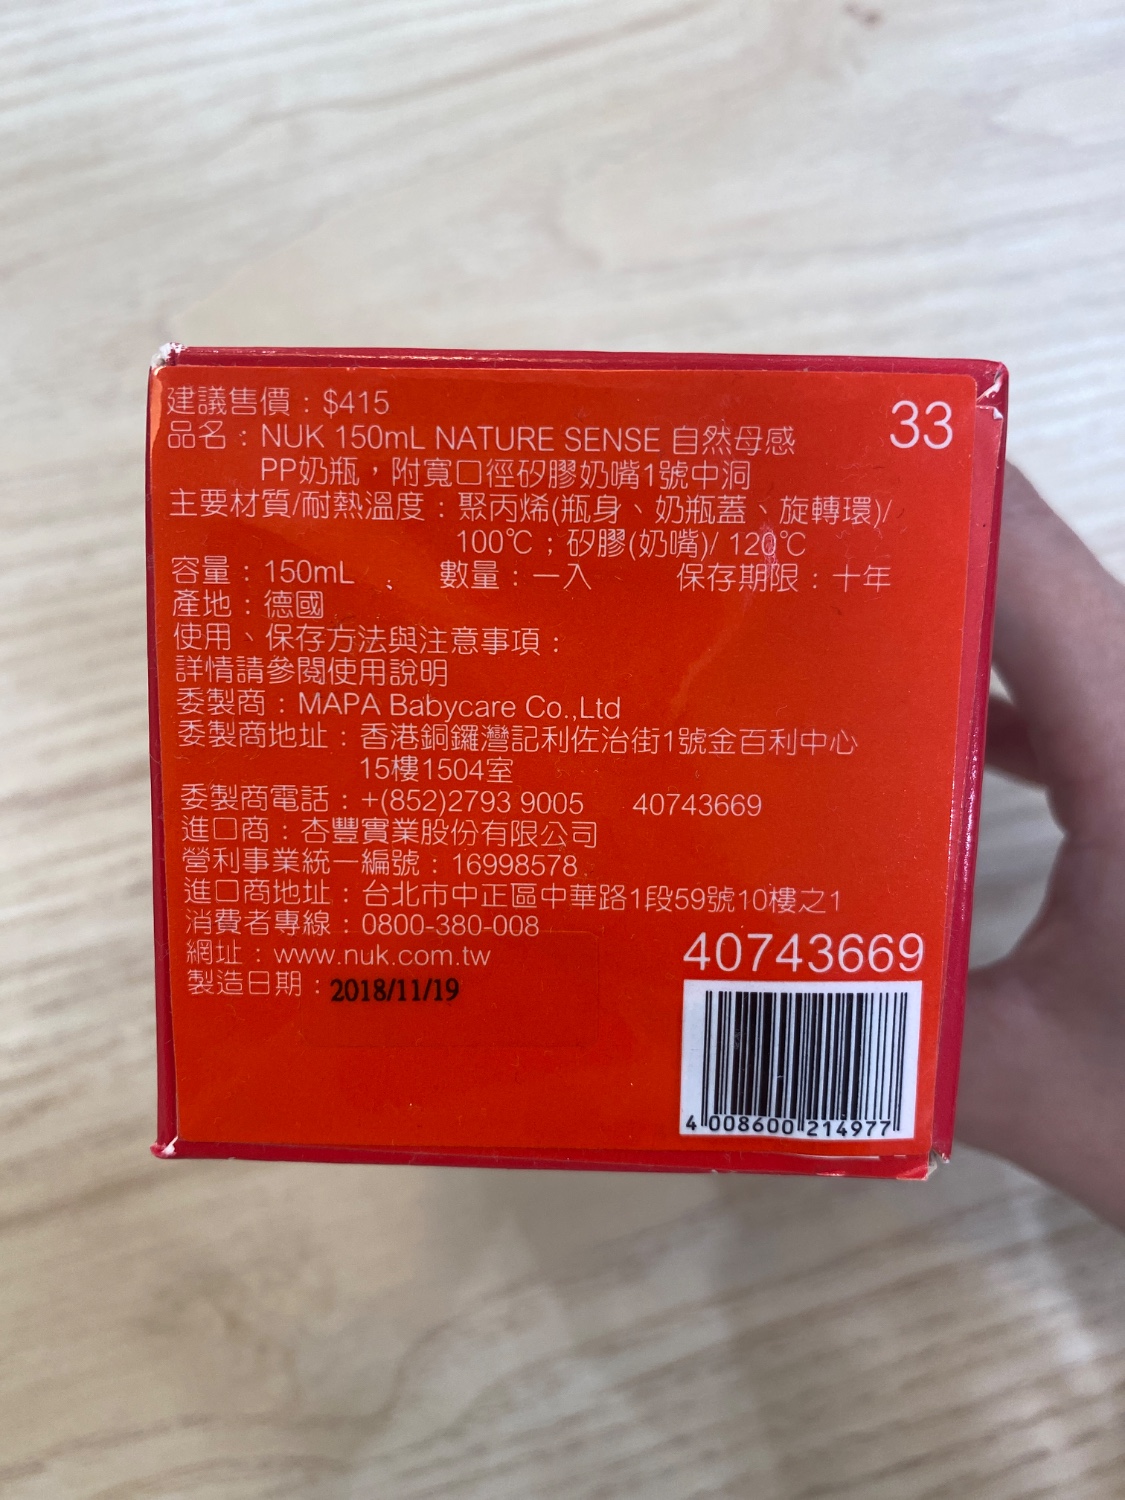 建議售價：$415
33
品名：NUK 150mL NATURE SENSE 自然母感
PP奶瓶，附寬口徑矽膠奶嘴1號中洞
主要材質/耐熱溫度：聚丙烯(瓶身、奶瓶蓋、旋轉環)/
100℃；矽膠(奶嘴)/ 120℃
容量：150mL 、 數量：一入 保存期限：十年
產地：德國
使用、保存方法與注意事項：
詳情請參閱使用說明
委製商：MAPA Babycare Co.,Ltd
委製商地址：香港銅鑼灣記利佐治街1號金百利中心
15樓1504室
委製商電話：+(852)2793 9005 40743669
進口商：杏豐實業股份有限公司
營利事業統一編號：16998578
進口商地址：台北市中正區中華路1段59號10樓之1
消費者專線：0800-380-008
網址：www.nuk.com.tw
製造日期：2018/11/19
40743669
4 008600 214977